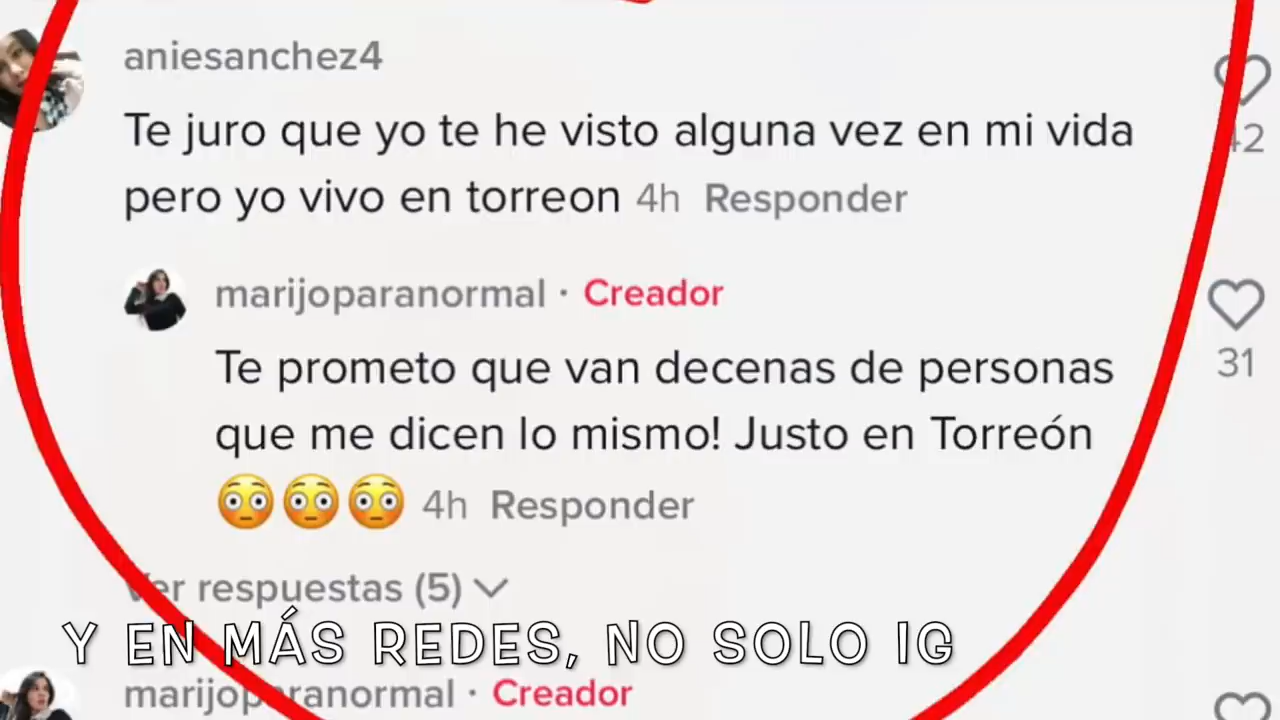 aniesanchez4
Te juro que yo te he visto alguna vez en mi vida
pero yo vivo en torreon 4h Responder
42
marijoparanormal · Creador
Te prometo que van decenas de personas
que me dicen lo mismo! Justo en Torreón
31
😳😳😳 4h Responder
Ver respuestas (5)
Y EN MÁS REDES, NO SOLO IG
marijoparanormal · Creador